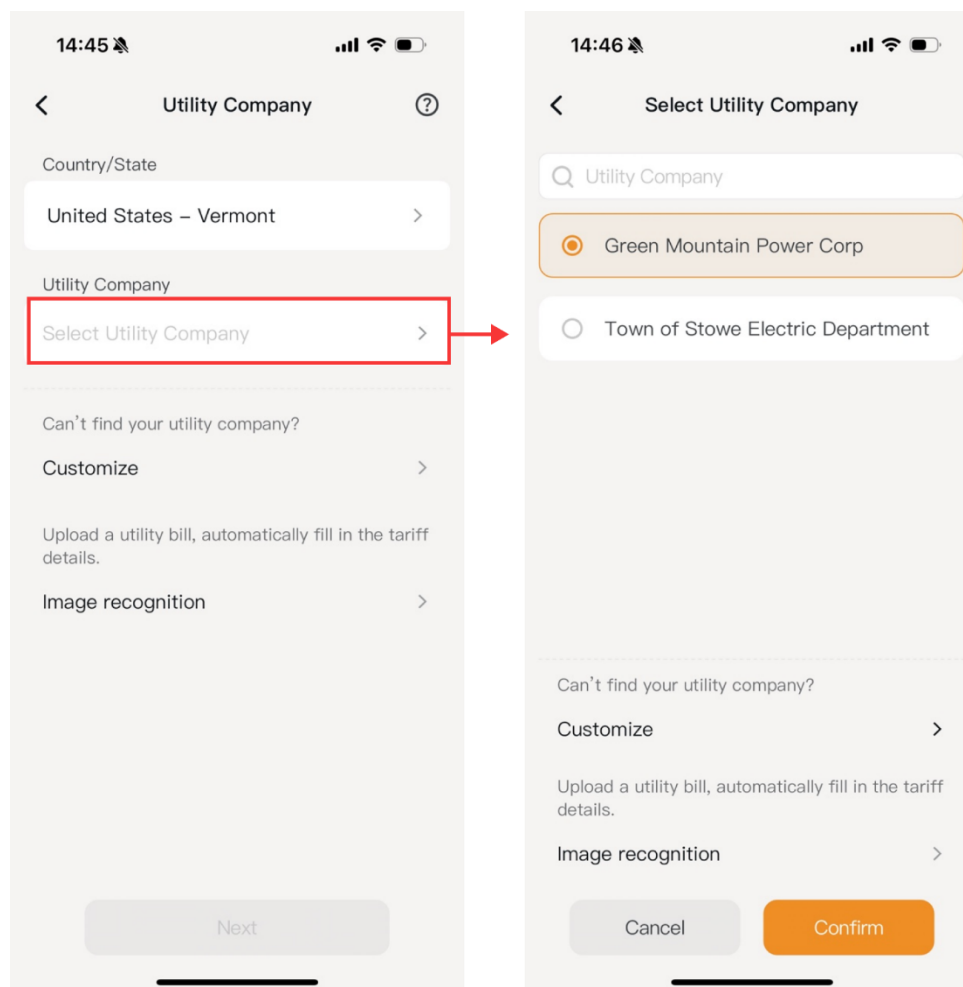 14:45
Utility Company
Country/State
United States – Vermont
Utility Company
Select Utility Company
Can't find your utility company?
Customize
Upload a utility bill, automatically fill in the tariff
details.
Image recognition
Next
14:46
Select Utility Company
Utility Company
Green Mountain Power Corp
Town of Stowe Electric Department
Can't find your utility company?
Customize
Upload a utility bill, automatically fill in the tariff
details.
Image recognition
Cancel
Confirm